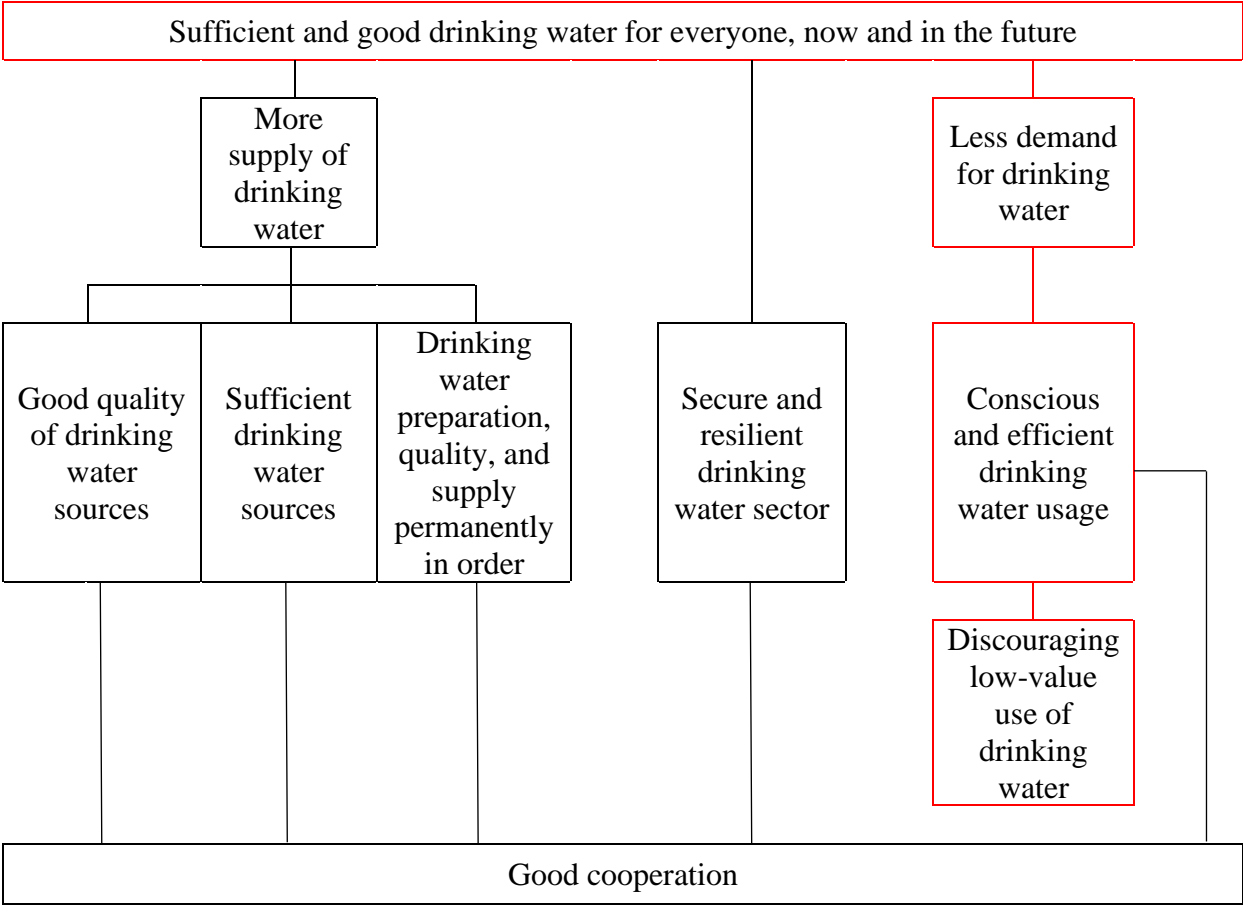 Sufficient and good drinking water for everyone, now and in the future
More
supply of
drinking
water
Less demand
for drinking
water
Good quality
of drinking
water
sources
Sufficient
drinking
water
sources
Drinking
water
preparation,
quality, and
supply
permanently
in order
Secure and
resilient
drinking
water sector
Conscious
and efficient
drinking
water usage
Discouraging
low-value
use of
drinking
water
Good cooperation